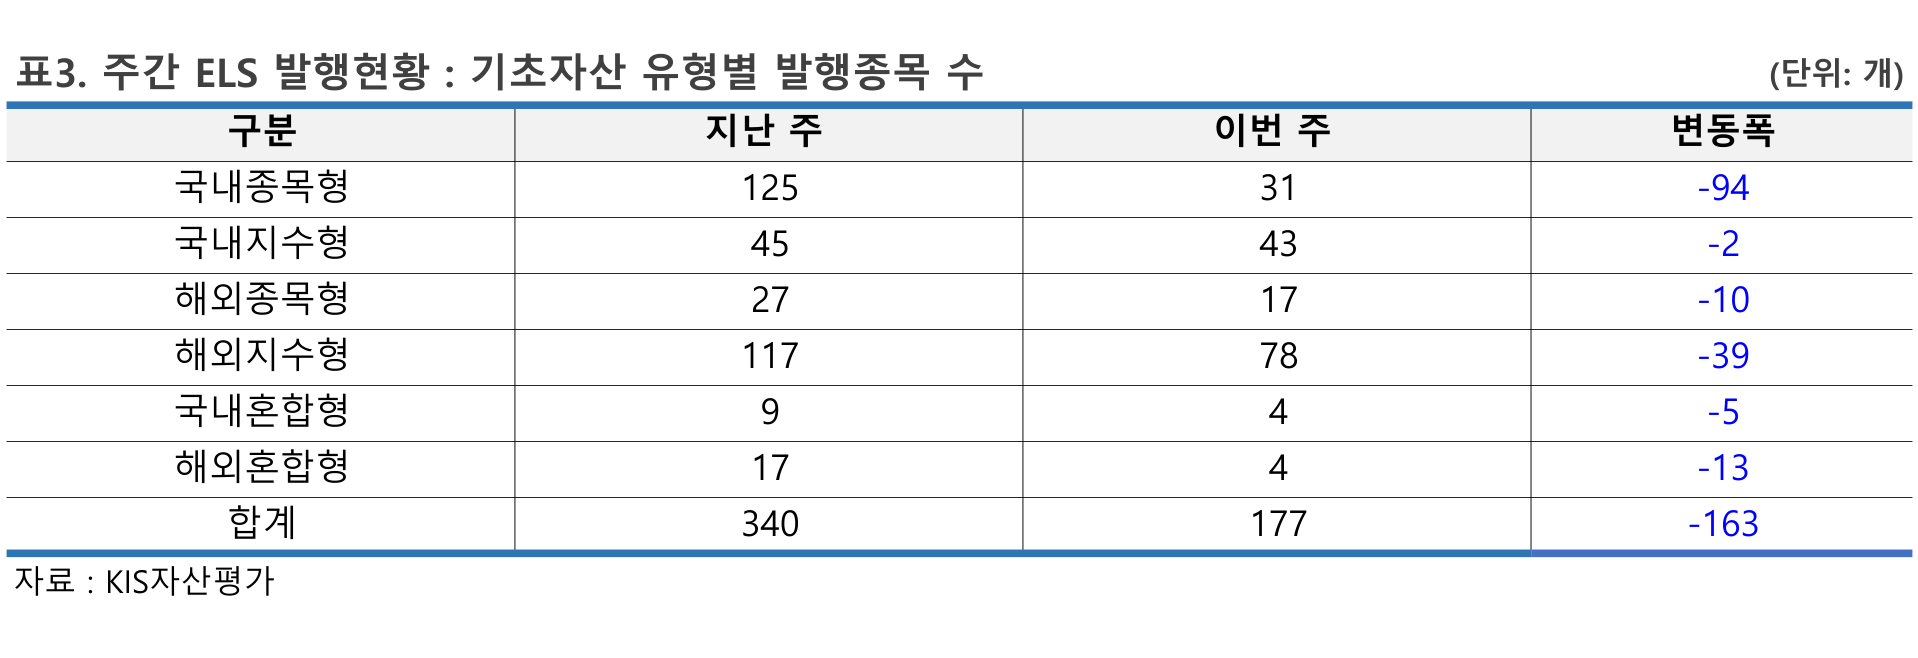 표3. 주간 ELS 발행현황 : 기초자산 유형별 발행종목 수 (단위: 개)
구분 지난 주 이번 주 변동폭
국내종목형 125 31 -94
국내지수형 45 43 -2
해외종목형 27 17 -10
해외지수형 117 78 -39
국내혼합형 9 4 -5
해외혼합형 17 4 -13
합계 340 177 -163
자료 : KIS자산평가